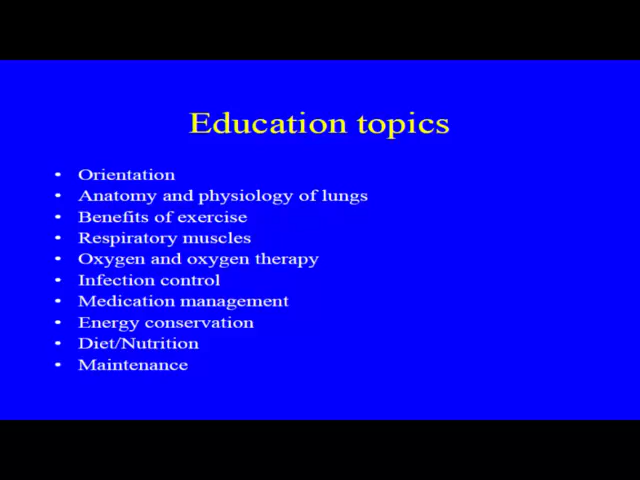 Education topics
• Orientation
• Anatomy and physiology of lungs
• Benefits of exercise
• Respiratory muscles
• Oxygen and oxygen therapy
• Infection control
• Medication management
• Energy conservation
• Diet/Nutrition
• Maintenance